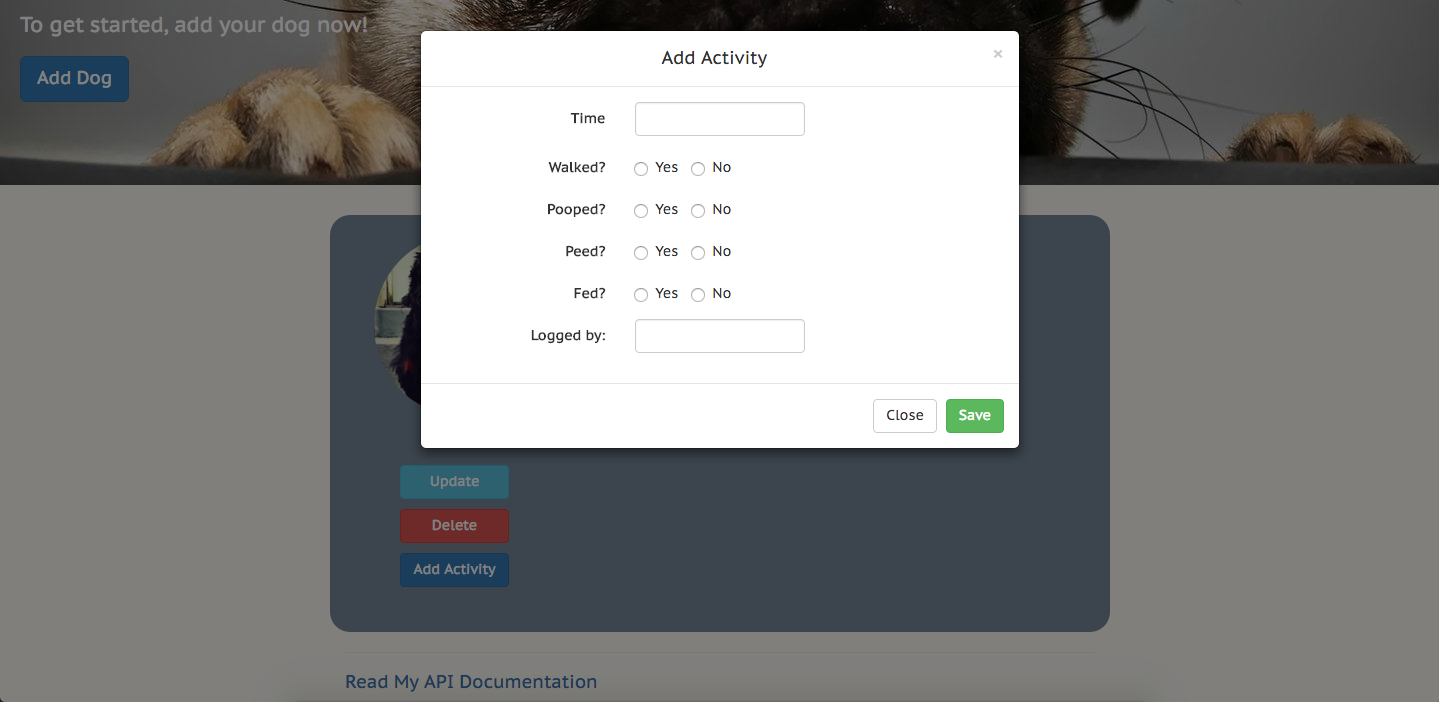 To get started, add your dog now!
Add Dog
Add Activity ×
Time
Walked? Yes No
Pooped? Yes No
Peed? Yes No
Fed? Yes No
Logged by:
Close Save
Update
Delete
Add Activity
Read My API Documentation